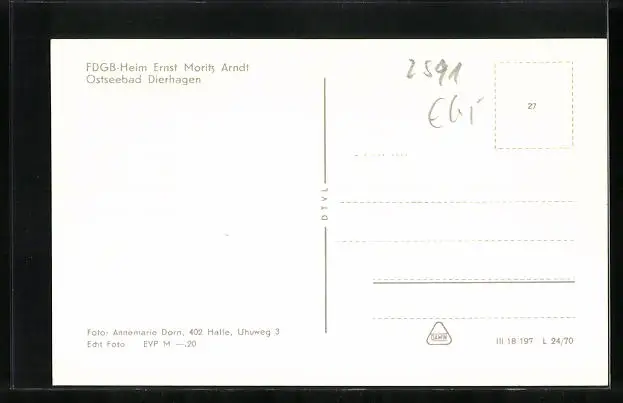 FDGB-Heim Ernst Moritz Arndt
Ostseebad Dierhagen
2591
27
DTVL
Foto: Annemarie Dorn, 402 Halle, Uhuweg 3
Echt Foto EVP M —.20
DAMW
III 18 197 L 24/70